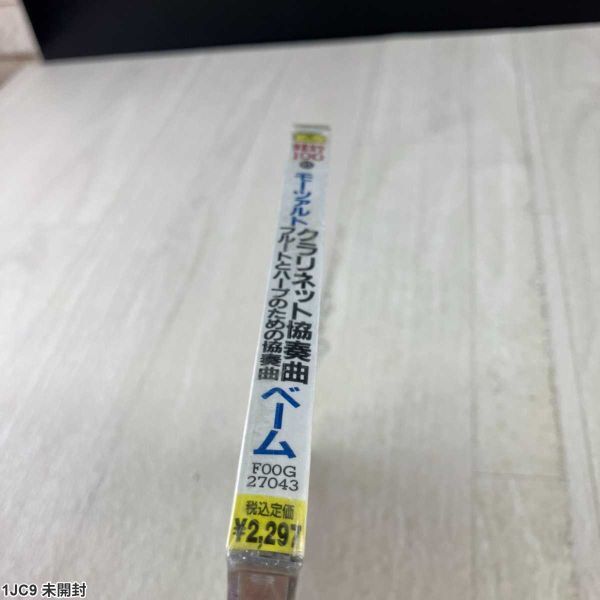 BEST
100
モーツァルト
クラリネット協奏曲
フルートとハープのための協奏曲
ベーム
F00G
27043
税込定価
¥2,297
1JC9 未開封